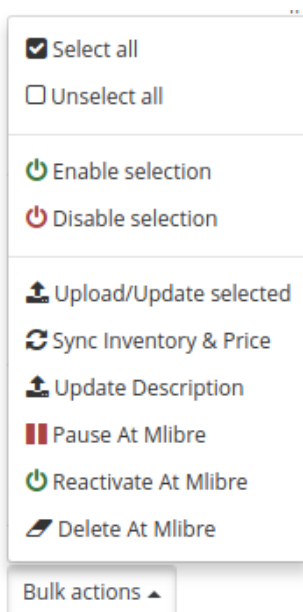 Select all
Unselect all
Enable selection
Disable selection
Upload/Update selected
Sync Inventory & Price
Update Description
Pause At Mlibre
Reactivate At Mlibre
Delete At Mlibre
Bulk actions